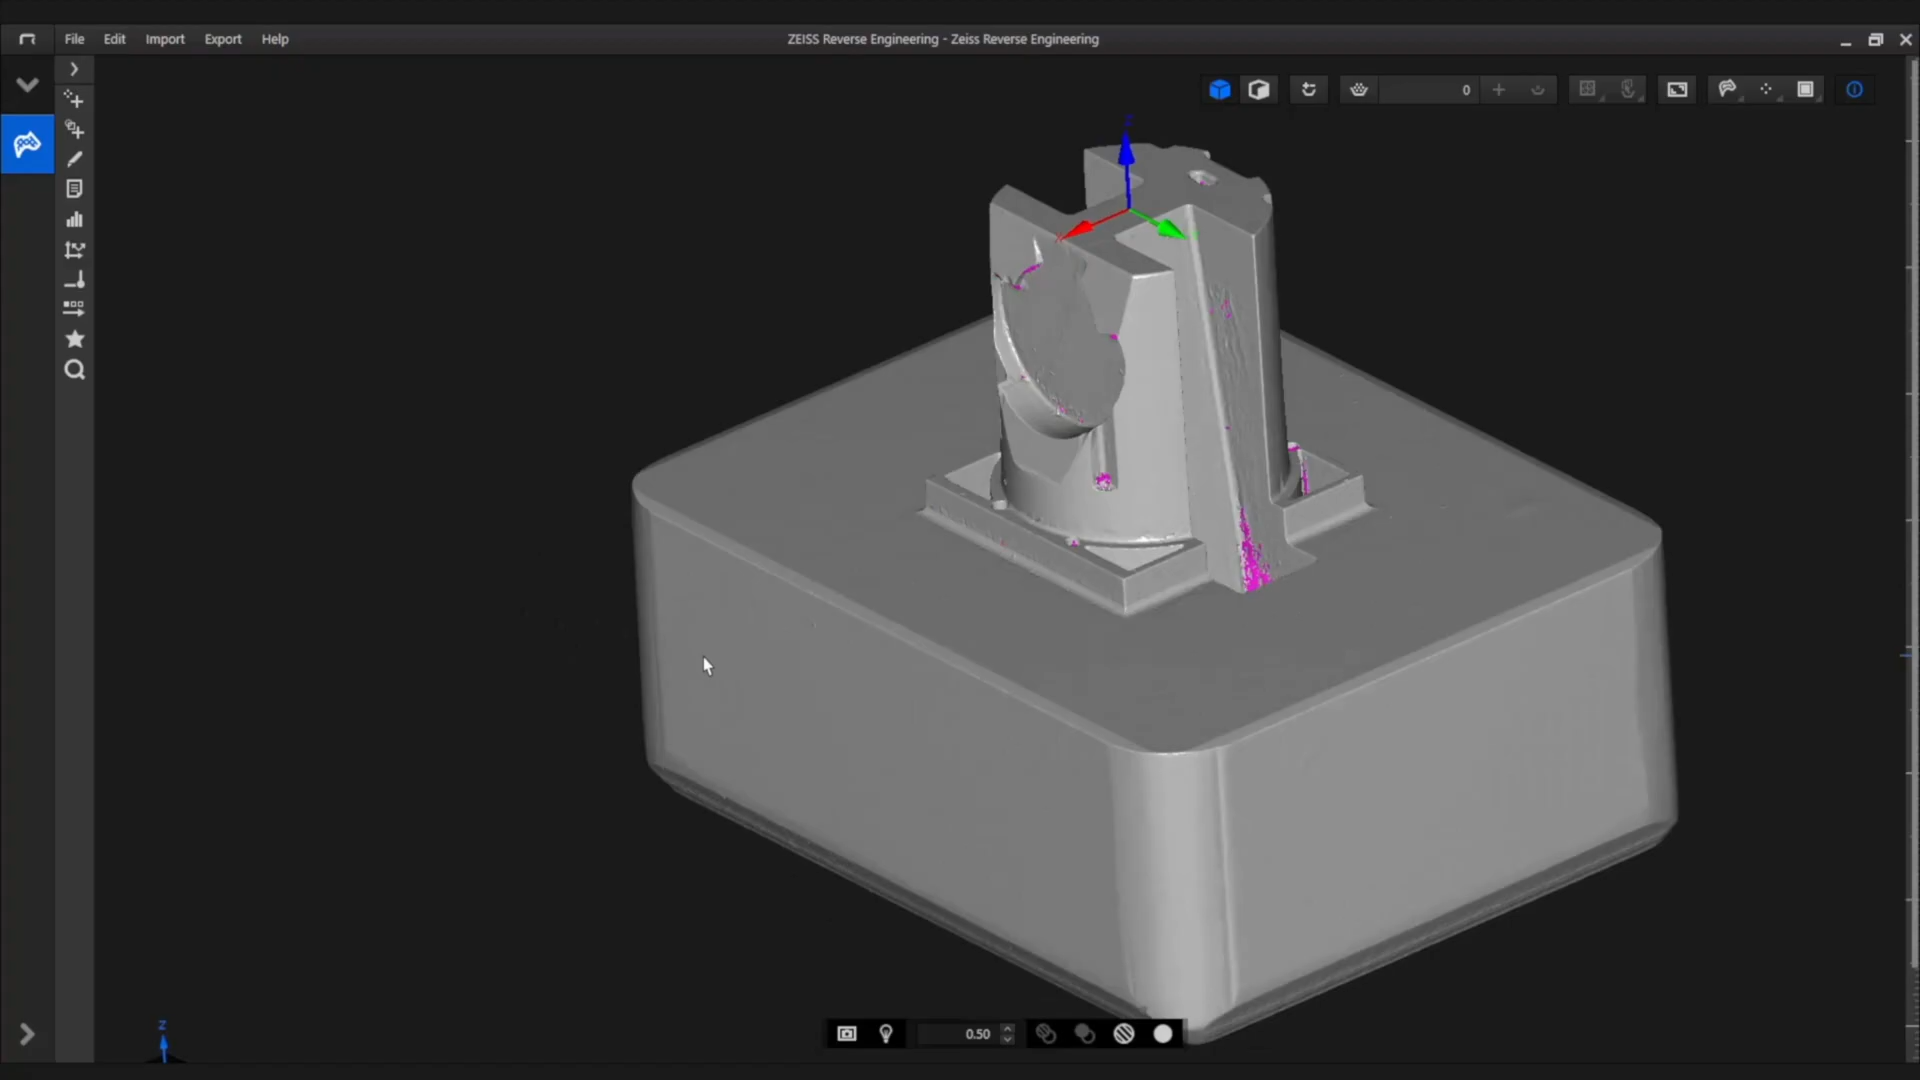 File Edit Import Export Help
ZEISS Reverse Engineering - Zeiss Reverse Engineering
0
Z
Z
0.50